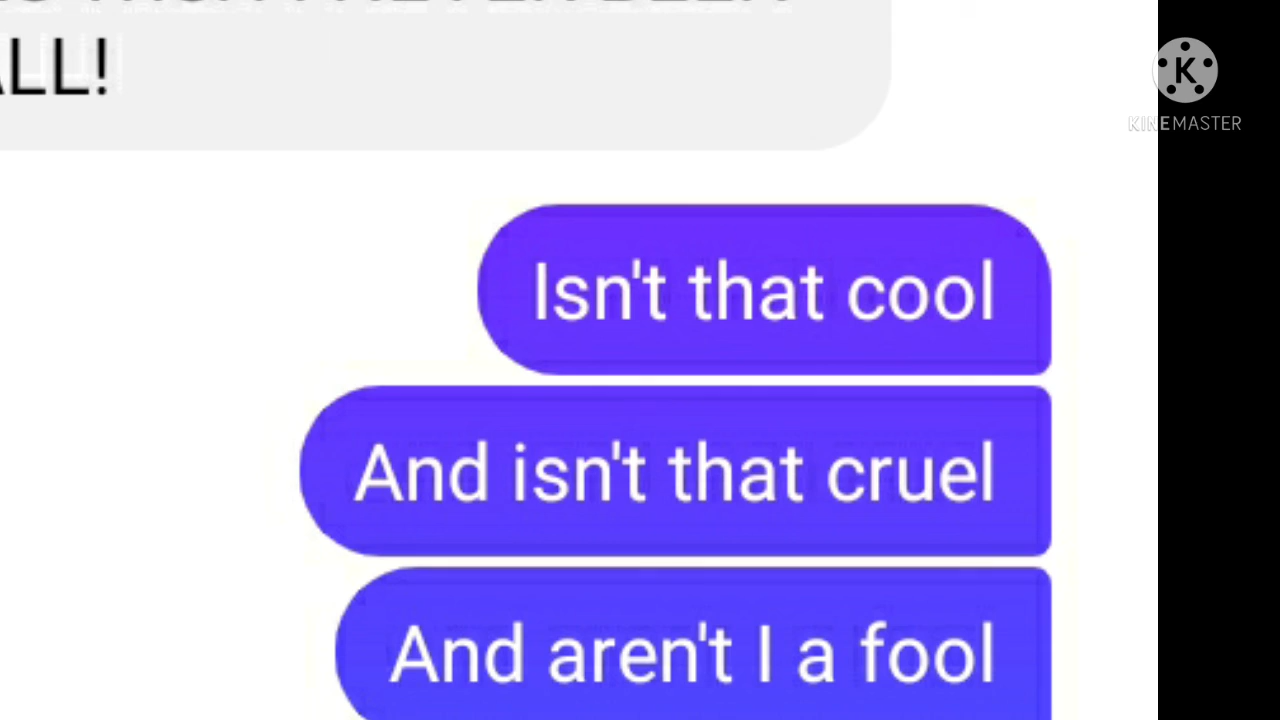 ALL!
K
KINEMASTER
Isn't that cool
And isn't that cruel
And aren't I a fool